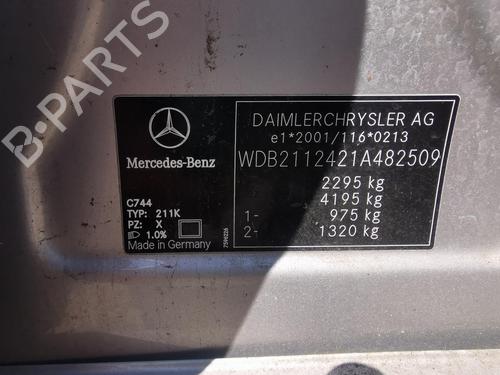 B-PARTS
DAIMLERCHRYSLER AG
e1*2001/116*0213
Mercedes-Benz
WDB2112421A482509
2295 kg
4195 kg
1- 975 kg
2- 1320 kg
C744
TYP: 211K
PZ: X
1.0%
Made in Germany